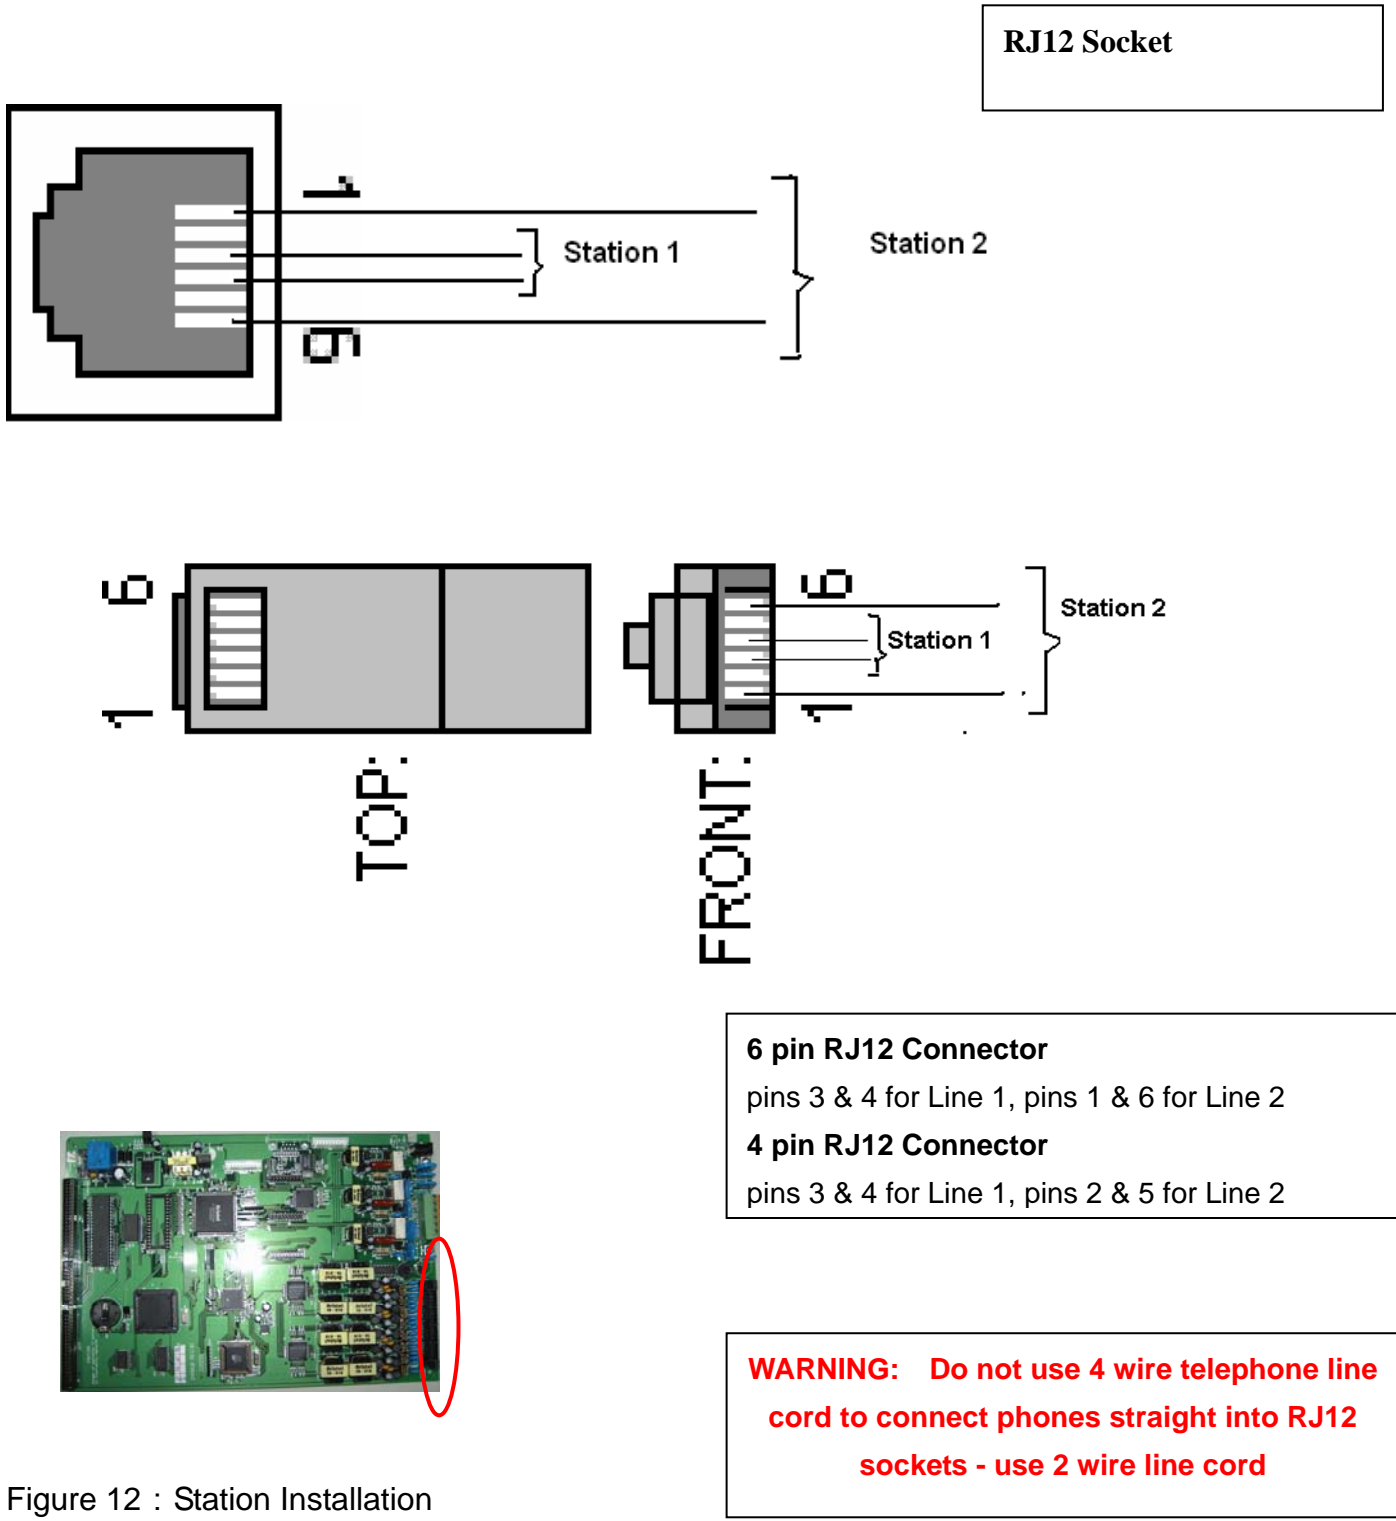 RJ12 Socket
1
Station 1
Station 2
6
6
1
TOP:
6
Station 2
Station 1
1
FRONT:
6 pin RJ12 Connector
pins 3 & 4 for Line 1, pins 1 & 6 for Line 2
4 pin RJ12 Connector
pins 3 & 4 for Line 1, pins 2 & 5 for Line 2
WARNING: Do not use 4 wire telephone line
cord to connect phones straight into RJ12
sockets - use 2 wire line cord
Figure 12 : Station Installation